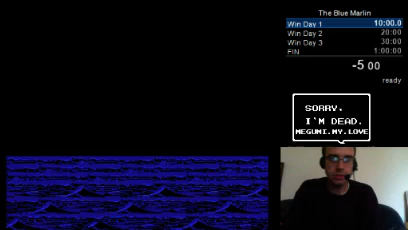 The Blue Marlin
Win Day 1 10:00.0
Win Day 2 20:00
Win Day 3 30:00
FIN 1:00:00
-5 00
ready
SORRY.
I'M DEAD.
MEGUMI.MY.LOVE